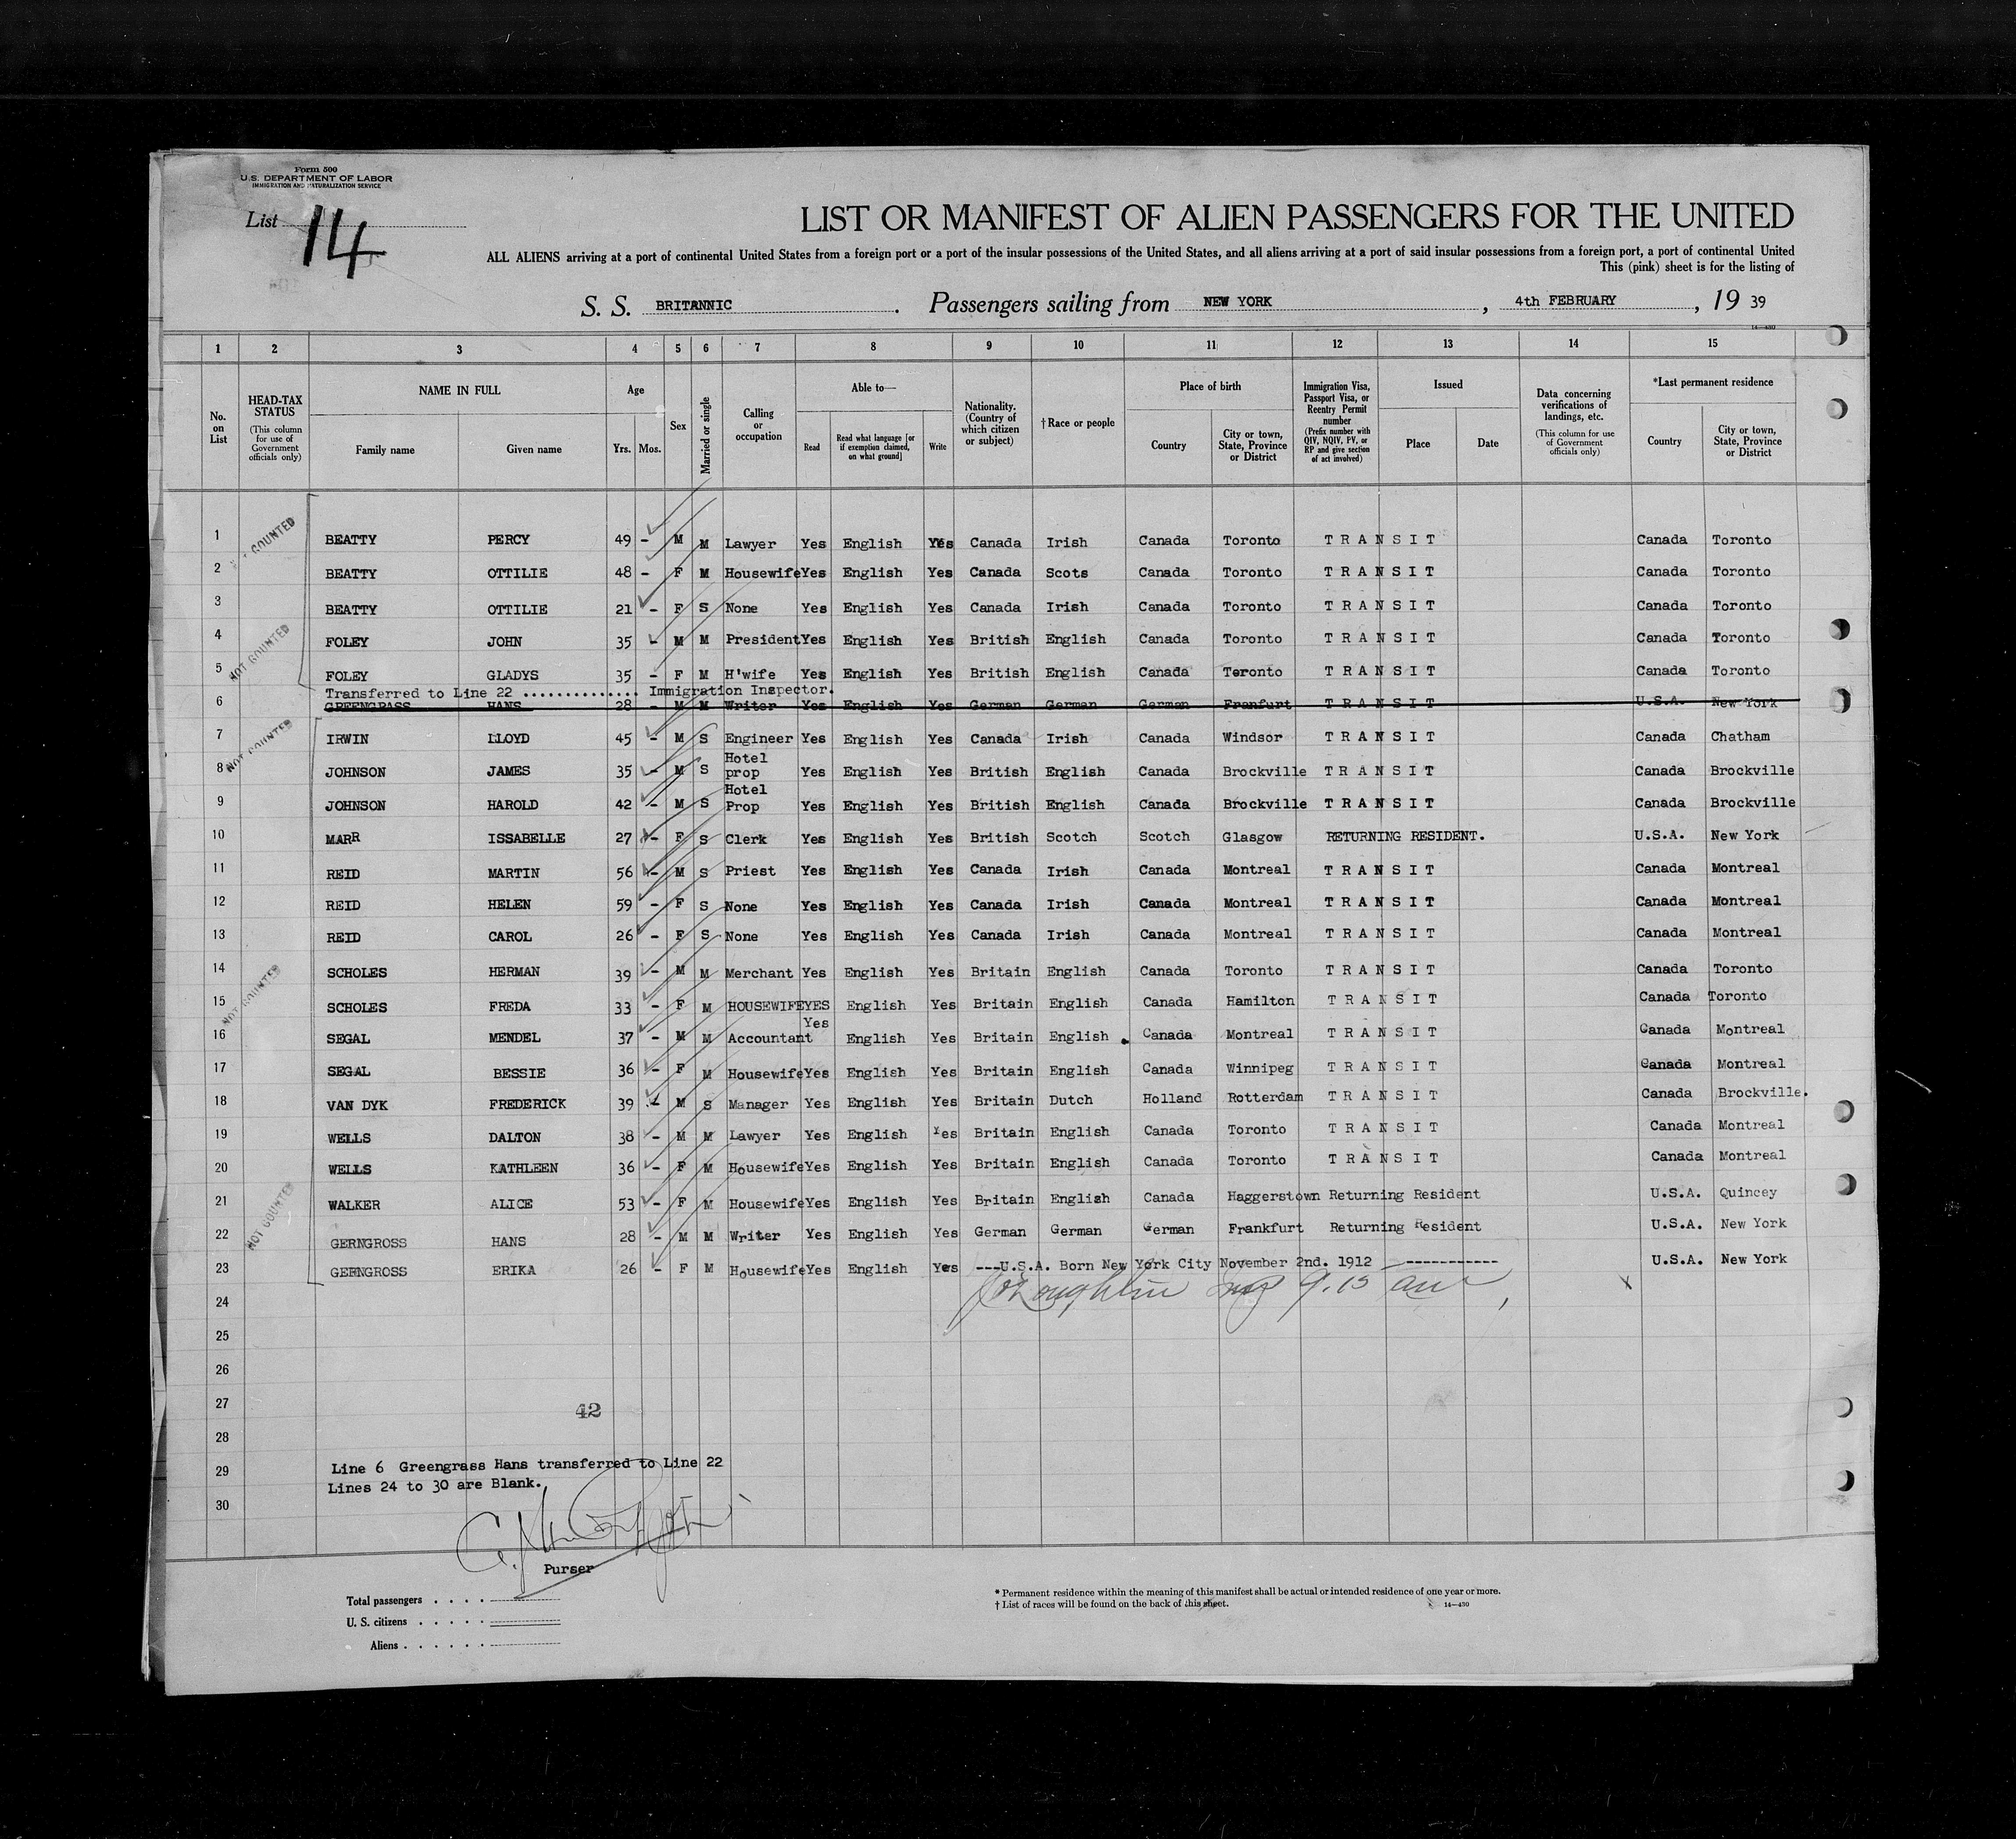 Form 500
U.S. DEPARTMENT OF LABOR
IMMIGRATION AND NATURALIZATION SERVICE
List 14
LIST OR MANIFEST OF ALIEN PASSENGERS FOR THE UNITED
ALL ALIENS arriving at a port of continental United States from a foreign port or a port of the insular possessions of the United States, and all aliens arriving at a port of said insular possessions from a foreign port, a port of continental United
This (pink) sheet is for the listing of
S. S. BRITANNIC. Passengers sailing from NEW YORK, 4th FEBRUARY, 19 39
14—430
1 2 3 4 5 6 7 8 9 10 11 12 13 14 15
No. on List
HEAD-TAX STATUS (This column for use of Government officials only)
NAME IN FULL Family name Given name
Age Yrs. Mos.
Sex
Married or single
Calling or occupation
Able to— Read Read what language [or if exemption claimed, on what ground] Write
Nationality. (Country of which citizen or subject)
† Race or people
Place of birth Country City or town, State, Province or District
Immigration Visa, Passport Visa, or Reentry Permit number (Prefix number with QIV, NQIV, PV, or RP and give section of act involved)
Issued Place Date
Data concerning verifications of landings, etc. (This column for use of Government officials only)
*Last permanent residence Country City or town, State, Province or District
1 BEATTY PERCY 49 - M M Lawyer Yes English Yes Canada Irish Canada Toronto TRANSIT Canada Toronto
2 BEATTY OTTILIE 48 - F M Housewife Yes English Yes Canada Scots Canada Toronto TRANSIT Canada Toronto
3 BEATTY OTTILIE 21 - F S None Yes English Yes Canada Irish Canada Toronto TRANSIT Canada Toronto
4 FOLEY JOHN 35 - M M President Yes English Yes British English Canada Toronto TRANSIT Canada Toronto
5 FOLEY GLADYS 35 - F M H'wife Yes English Yes British English Canada Toronto TRANSIT Canada Toronto
Transferred to Line 22 .............. Immigration Inspector.
6 GREENGRASS HANS 28 - M M Writer Yes English Yes German German German Franfurt TRANSIT U.S.A. New York
7 IRWIN LLOYD 45 - M S Engineer Yes English Yes Canada Irish Canada Windsor TRANSIT Canada Chatham
8 JOHNSON JAMES 35 - M S Hotel prop Yes English Yes British English Canada Brockville TRANSIT Canada Brockville
9 JOHNSON HAROLD 42 - M S Hotel Prop Yes English Yes British English Canada Brockville TRANSIT Canada Brockville
10 MARR ISSABELLE 27 - F S Clerk Yes English Yes British Scotch Scotch Glasgow RETURNING RESIDENT. U.S.A. New York
11 REID MARTIN 56 - M S Priest Yes English Yes Canada Irish Canada Montreal TRANSIT Canada Montreal
12 REID HELEN 59 - F S None Yes English Yes Canada Irish Canada Montreal TRANSIT Canada Montreal
13 REID CAROL 26 - F S None Yes English Yes Canada Irish Canada Montreal TRANSIT Canada Montreal
14 SCHOLES HERMAN 39 - M M Merchant Yes English Yes Britain English Canada Toronto TRANSIT Canada Toronto
15 SCHOLES FREDA 33 - F M HOUSEWIFE YES English Yes Britain English Canada Hamilton TRANSIT Canada Toronto
16 SEGAL MENDEL 37 - M M Accountant Yes English Yes Britain English Canada Montreal TRANSIT Canada Montreal
17 SEGAL BESSIE 36 - F M Housewife Yes English Yes Britain English Canada Winnipeg TRANSIT Canada Montreal
18 VAN DYK FREDERICK 39 - M S Manager Yes English Yes Britain Dutch Holland Rotterdam TRANSIT Canada Brockville.
19 WELLS DALTON 38 - M M Lawyer Yes English Yes Britain English Canada Toronto TRANSIT Canada Montreal
20 WELLS KATHLEEN 36 - F M Housewife Yes English Yes Britain English Canada Toronto TRANSIT Canada Montreal
21 WALKER ALICE 53 - F M Housewife Yes English Yes Britain English Canada Haggerstown Returning Resident U.S.A. Quincey
22 GERNGROSS HANS 28 - M M Writer Yes English Yes German German German Frankfurt Returning Resident U.S.A. New York
23 GERNGROSS ERIKA 26 - F M Housewife Yes English Yes ---U.S.A. Born New York City November 2nd. 1912 ------------ U.S.A. New York
24
25
26
27
28
29
30
NOT COUNTED
NOT COUNTED
NOT COUNTED
NOT COUNTED
NOT COUNTED
42
Line 6 Greengrass Hans transferred to Line 22
Lines 24 to 30 are Blank.
Purser
Total passengers . . . .
U. S. citizens . . . . .
Aliens . . . . . .
* Permanent residence within the meaning of this manifest shall be actual or intended residence of one year or more.
† List of races will be found on the back of this sheet.
14—430